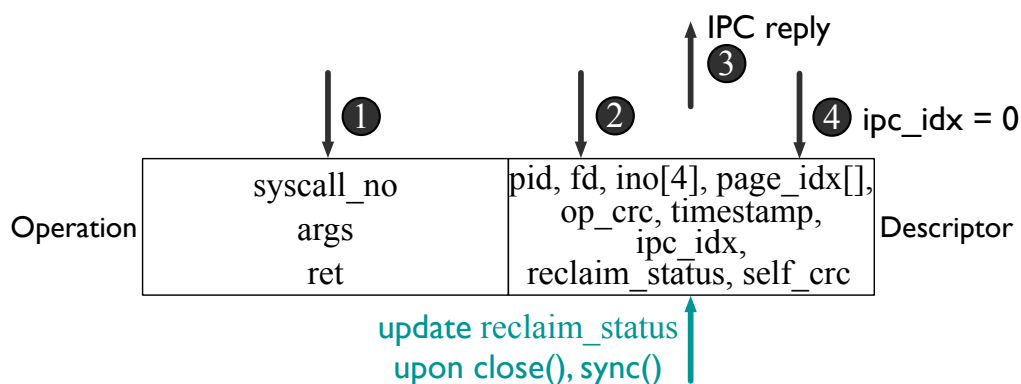 IPC reply
3
1
2
4 ipc_idx = 0
Operation
syscall_no
args
ret
pid, fd, ino[4], page_idx[],
op_crc, timestamp,
ipc_idx,
reclaim_status, self_crc
Descriptor
update reclaim_status
upon close(), sync()